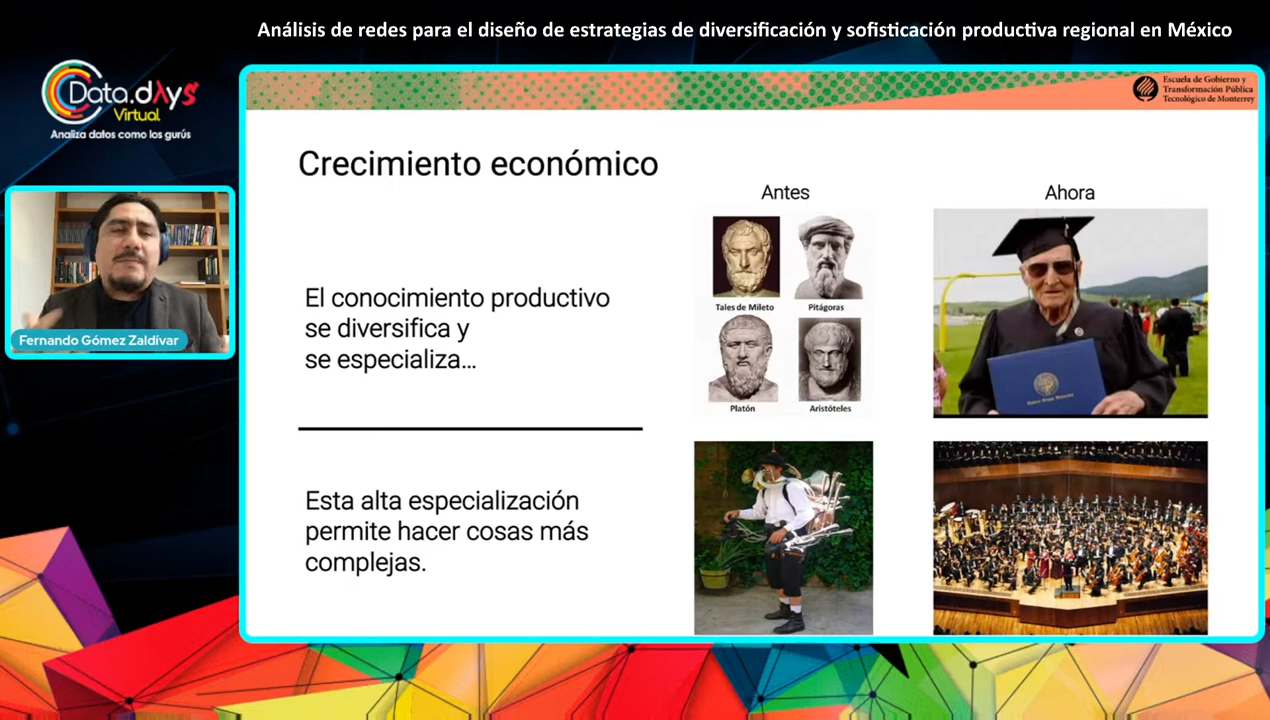 Análisis de redes para el diseño de estrategias de diversificación y sofisticación productiva regional en México
Data.dAys
Virtual
Analiza datos como los gurús
Fernando Gómez Zaldívar
Escuela de Gobierno y
Transformación Pública
Tecnológico de Monterrey
Crecimiento económico
Antes
Ahora
El conocimiento productivo
se diversifica y
se especializa...
Tales de Mileto
Pitágoras
Platón
Aristóteles
Esta alta especialización
permite hacer cosas más
complejas.